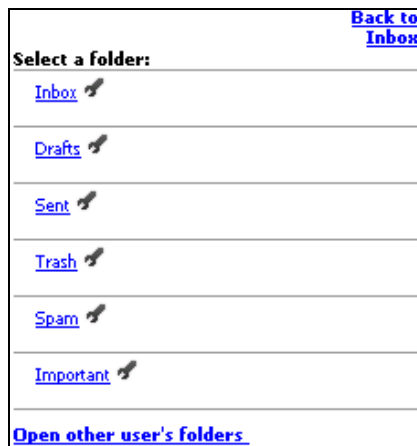 Back to
Inbox
Select a folder:
Inbox
Drafts
Sent
Trash
Spam
Important
Open other user's folders